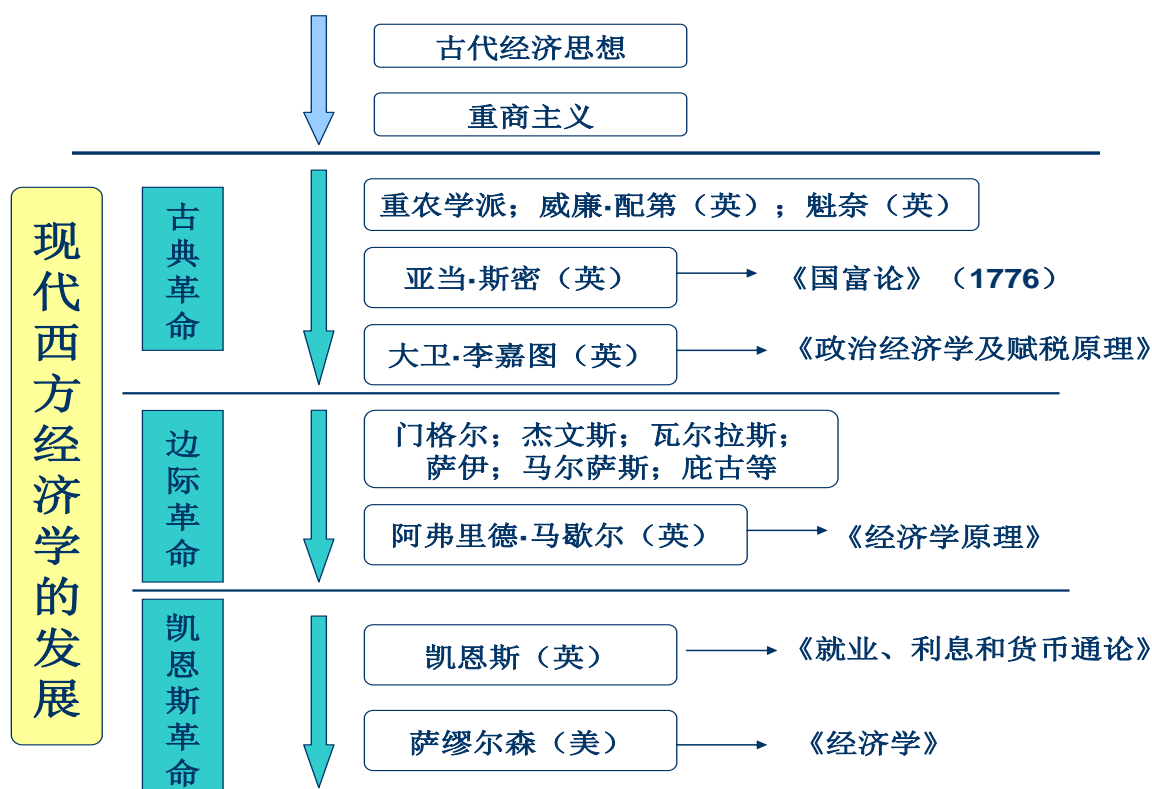 古代经济思想
重商主义
现代西方经济学的发展
古典革命
重农学派；威廉·配第（英）；魁奈（英）
亚当·斯密（英）
《国富论》（1776）
大卫·李嘉图（英）
《政治经济学及赋税原理》
边际革命
门格尔；杰文斯；瓦尔拉斯；
萨伊；马尔萨斯；庇古等
阿弗里德·马歇尔（英）
《经济学原理》
凯恩斯革命
凯恩斯（英）
《就业、利息和货币通论》
萨缪尔森（美）
《经济学》